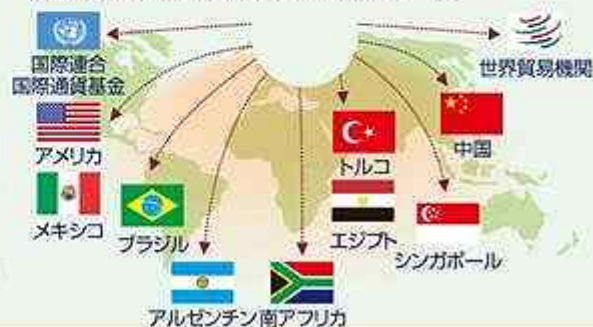 国際連合
国際通貨基金
世界貿易機関
アメリカ
トルコ
中国
メキシコ
ブラジル
エジプト
シンガポール
アルゼンチン
南アフリカ